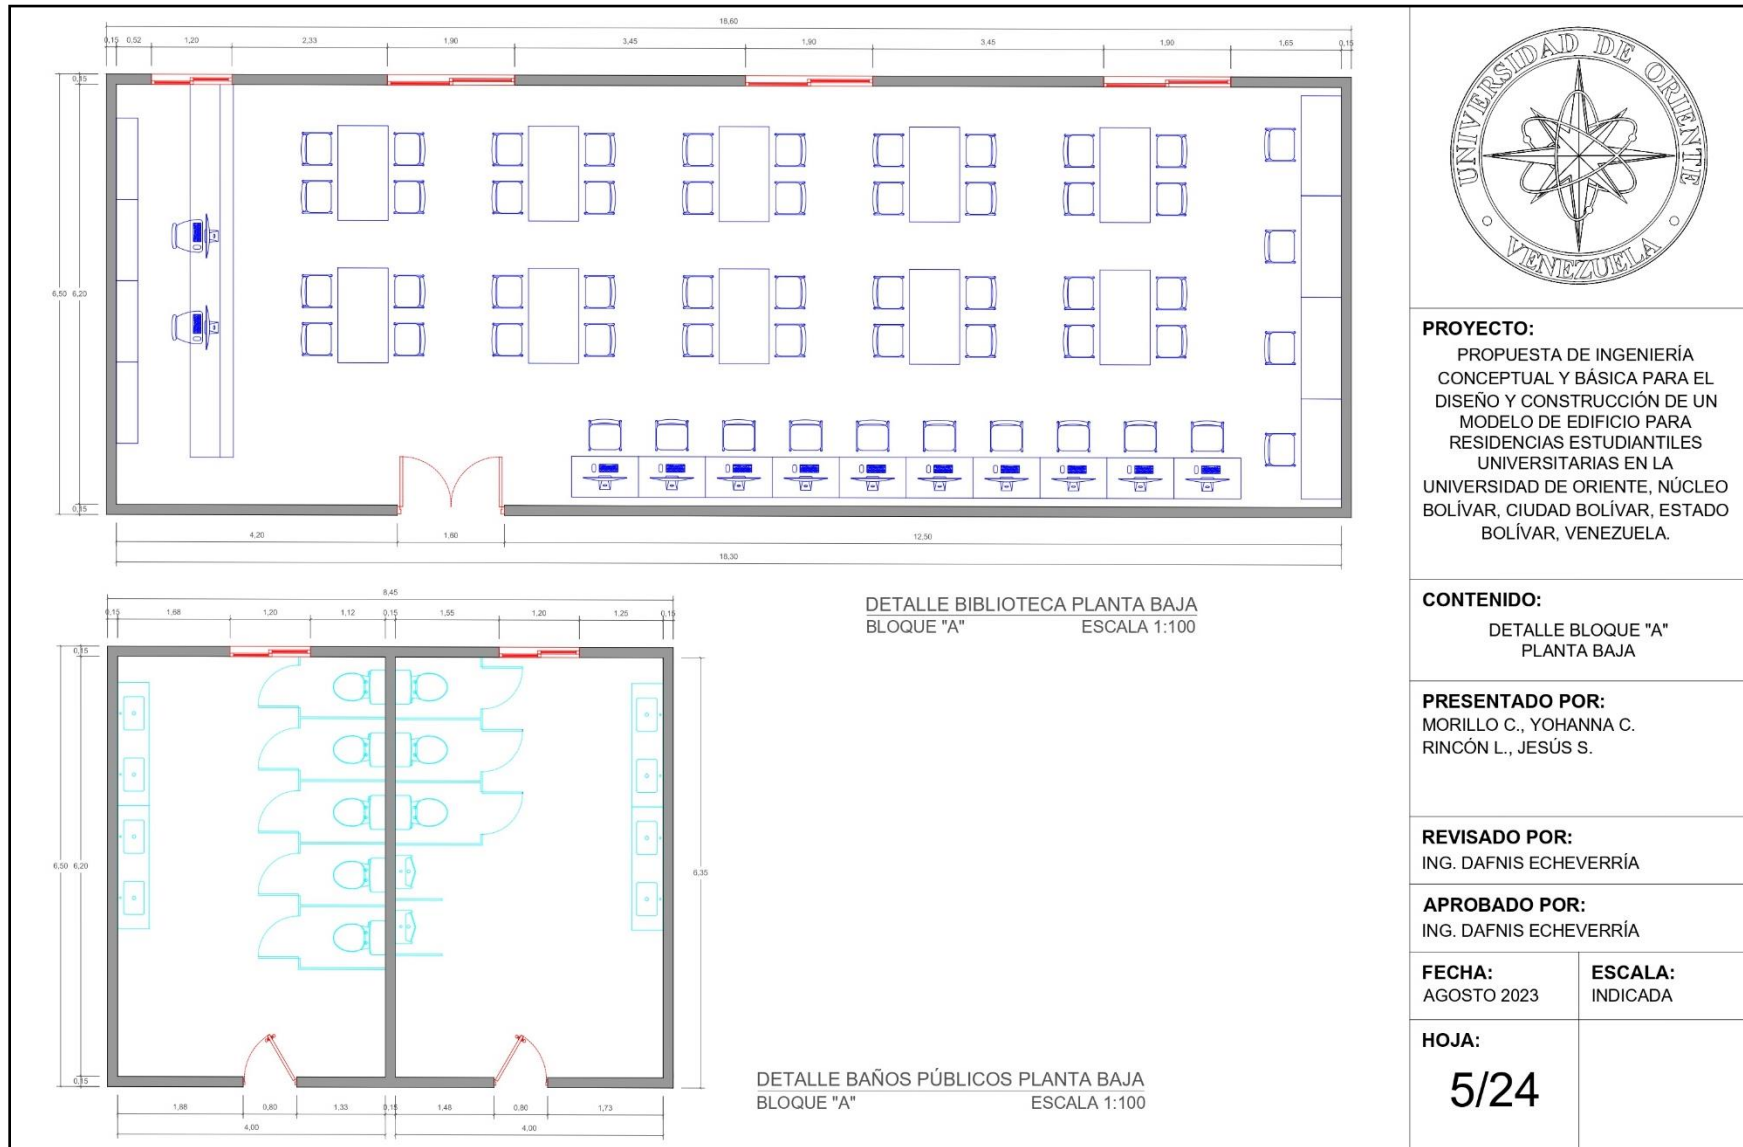 18,60
0,15 0,52 1,20 2,33 1,90 3,45 1,90 3,45 1,90 1,65 0,15
0,15
6,50 6,20
0,15
4,20 1,60 12,50
18,30
DETALLE BIBLIOTECA PLANTA BAJA
BLOQUE "A" ESCALA 1:100
8,45
0,15 1,68 1,20 1,12 0,15 1,55 1,20 1,25 0,15
0,15
6,50 6,20
6,35
0,15
1,88 0,80 1,33 0,15 1,48 0,80 1,73
4,00 4,00
DETALLE BAÑOS PÚBLICOS PLANTA BAJA
BLOQUE "A" ESCALA 1:100
UNIVERSIDAD DE ORIENTE
VENEZUELA
PROYECTO:
PROPUESTA DE INGENIERÍA
CONCEPTUAL Y BÁSICA PARA EL
DISEÑO Y CONSTRUCCIÓN DE UN
MODELO DE EDIFICIO PARA
RESIDENCIAS ESTUDIANTILES
UNIVERSITARIAS EN LA
UNIVERSIDAD DE ORIENTE, NÚCLEO
BOLÍVAR, CIUDAD BOLÍVAR, ESTADO
BOLÍVAR, VENEZUELA.
CONTENIDO:
DETALLE BLOQUE "A"
PLANTA BAJA
PRESENTADO POR:
MORILLO C., YOHANNA C.
RINCÓN L., JESÚS S.
REVISADO POR:
ING. DAFNIS ECHEVERRÍA
APROBADO POR:
ING. DAFNIS ECHEVERRÍA
FECHA: ESCALA:
AGOSTO 2023 INDICADA
HOJA:
5/24